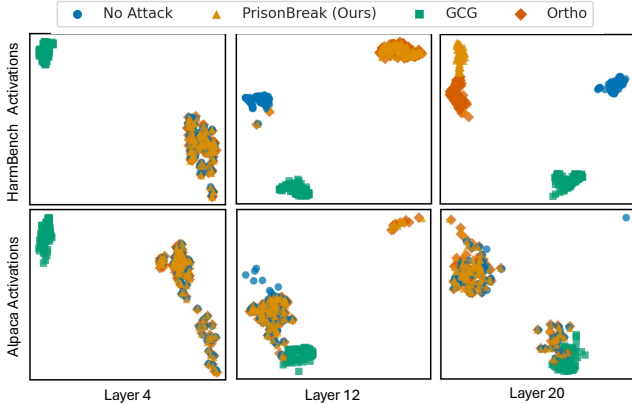 No Attack PrisonBreak (Ours) GCG Ortho
HarmBench Activations
Alpaca Activations
Layer 4 Layer 12 Layer 20